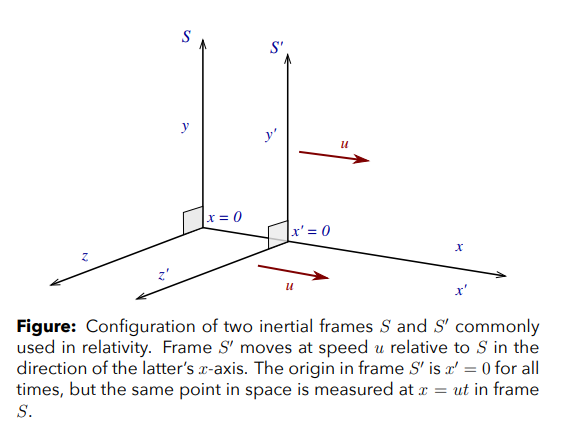 S
S′
y
y′
u
x = 0
x′ = 0
z
z′
x
u
x′
Figure: Configuration of two inertial frames S and S′ commonly
used in relativity. Frame S′ moves at speed u relative to S in the
direction of the latter’s x-axis. The origin in frame S′ is x′ = 0 for all
times, but the same point in space is measured at x = ut in frame
S.